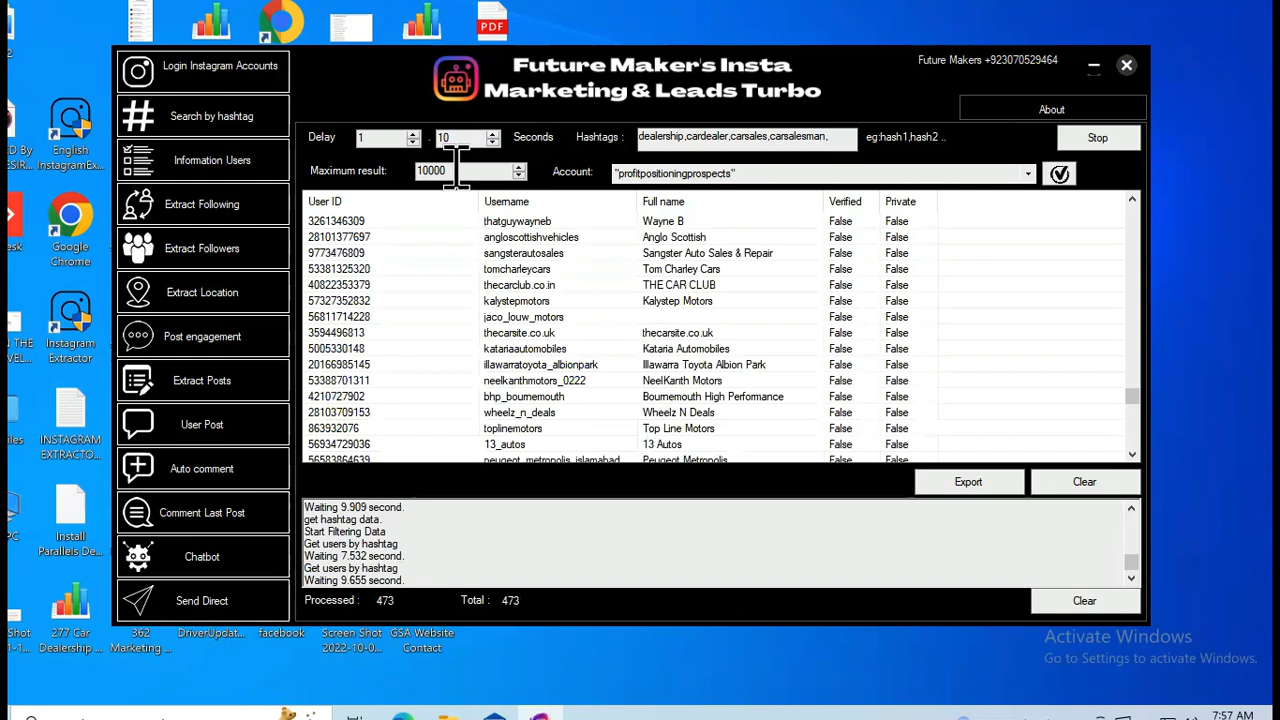 PDF
Future Makers +923070529464
Future Maker's Insta
Marketing & Leads Turbo
About
Login Instagram Accounts
Search by hashtag
Information Users
Extract Following
Extract Followers
Extract Location
Post engagement
Extract Posts
User Post
Auto comment
Comment Last Post
Chatbot
Send Direct
Delay 1 - 10 Seconds Hashtags: dealership,cardealer,carsales,carsalesman, eg:hash1,hash2 .. Stop
Maximum result: 10000 Account: "profitpositioningprospects"
User ID Username Full name Verified Private
3261346309 thatguywayneb Wayne B False False
28101377697 angloscottishvehicles Anglo Scottish False False
9773476809 sangsterautosales Sangster Auto Sales & Repair False False
53381325320 tomcharleycars Tom Charley Cars False False
40822353379 thecarclub.co.in THE CAR CLUB False False
57327352832 kalystepmotors Kalystep Motors False False
56811714228 jaco_louw_motors False False
3594496813 thecarsite.co.uk thecarsite.co.uk False False
5005330148 katariaautomobiles Kataria Automobiles False False
20166985145 illawarratoyota_albionpark Illawarra Toyota Albion Park False False
53388701311 neelkanthmotors_0222 NeelKanth Motors False False
4210727902 bhp_bournemouth Bournemouth High Performance False False
28103709153 wheelz_n_deals Wheelz N Deals False False
863932076 toplinemotors Top Line Motors False False
56934729036 13_autos 13 Autos False False
56583864639 peugeot_metropolis_islamabad Peugeot Metropolis False False
Export Clear
Waiting 9.909 second.
get hashtag data.
Start Filtering Data
Get users by hashtag
Waiting 7.532 second.
Get users by hashtag
Waiting 9.655 second.
Processed : 473 Total : 473 Clear
2
ED By
English
InstagramEx...
Google
Chrome
Instagram
Extractor
INSTAGRAM
EXTRACTO...
Install
Parallels De...
277 Car
Dealership ...
362
Marketing ...
DriverUpdat...
facebook
Screen Shot
2022-10-0...
GSA Website
Contact
Activate Windows
Go to Settings to activate Windows.
7:57 AM